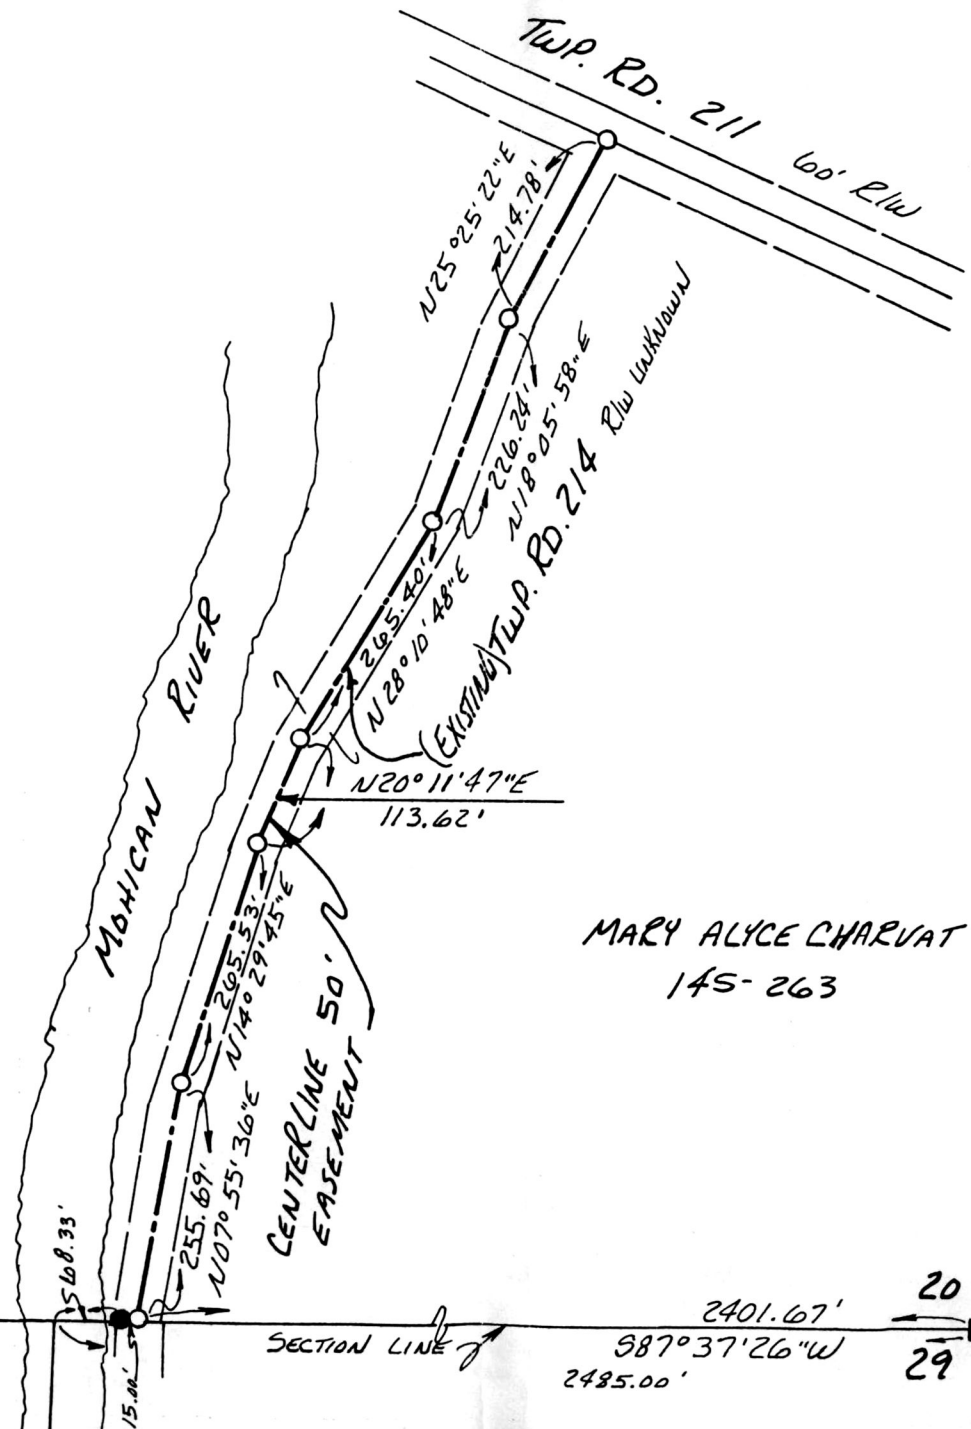 TWP. RD. 211 60' R/W
N25°25'22"E
214.78'
226.24'
N18°05'58"E
(EXISTING) TWP. RD. 214 R/W UNKNOWN
265.40'
N28°10'48"E
N20°11'47"E
113.62'
MOHICAN RIVER
265.53'
N14°29'45"E
MARY ALYCE CHARVAT
145-263
CENTERLINE 50'
EASEMENT
255.69'
N07°55'36"E
568.33'
15.00'
SECTION LINE
2401.67'
S87°37'26"W
2485.00'
20
29